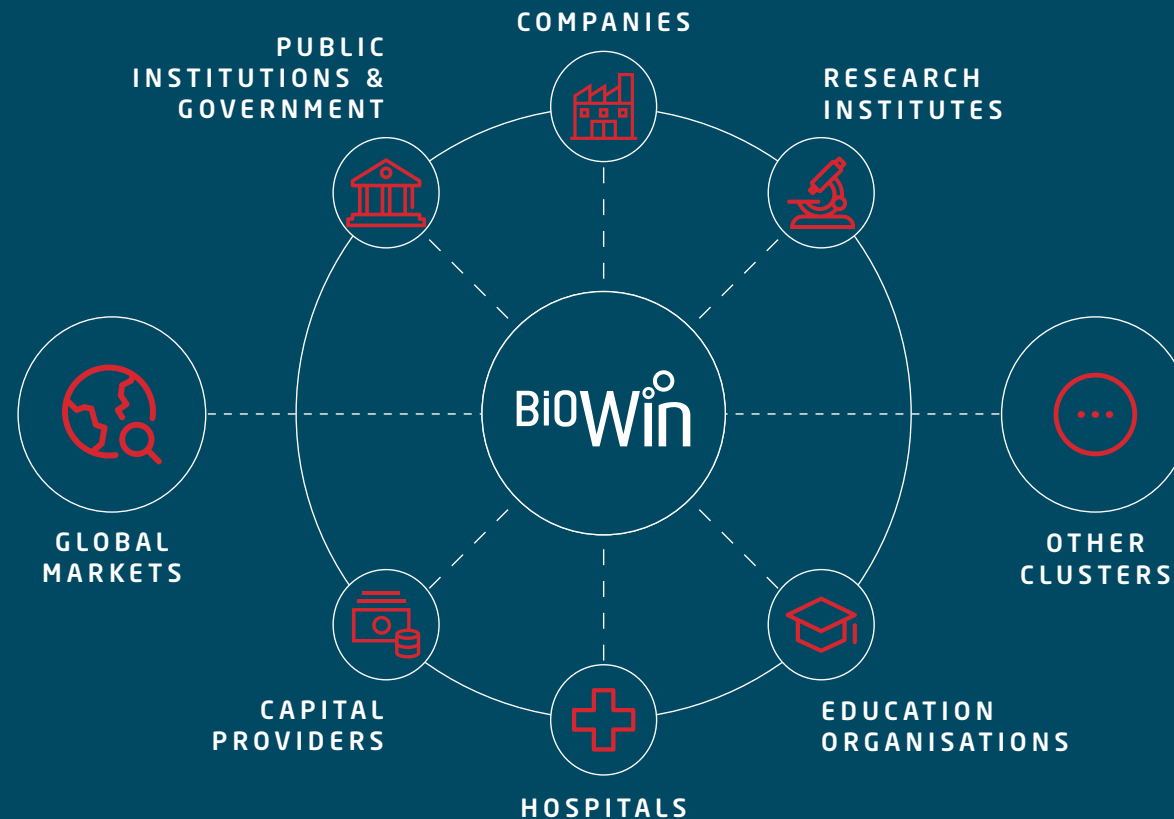 COMPANIES
PUBLIC
INSTITUTIONS &
GOVERNMENT
RESEARCH
INSTITUTES
BiOWin
GLOBAL
MARKETS
OTHER
CLUSTERS
CAPITAL
PROVIDERS
EDUCATION
ORGANISATIONS
HOSPITALS